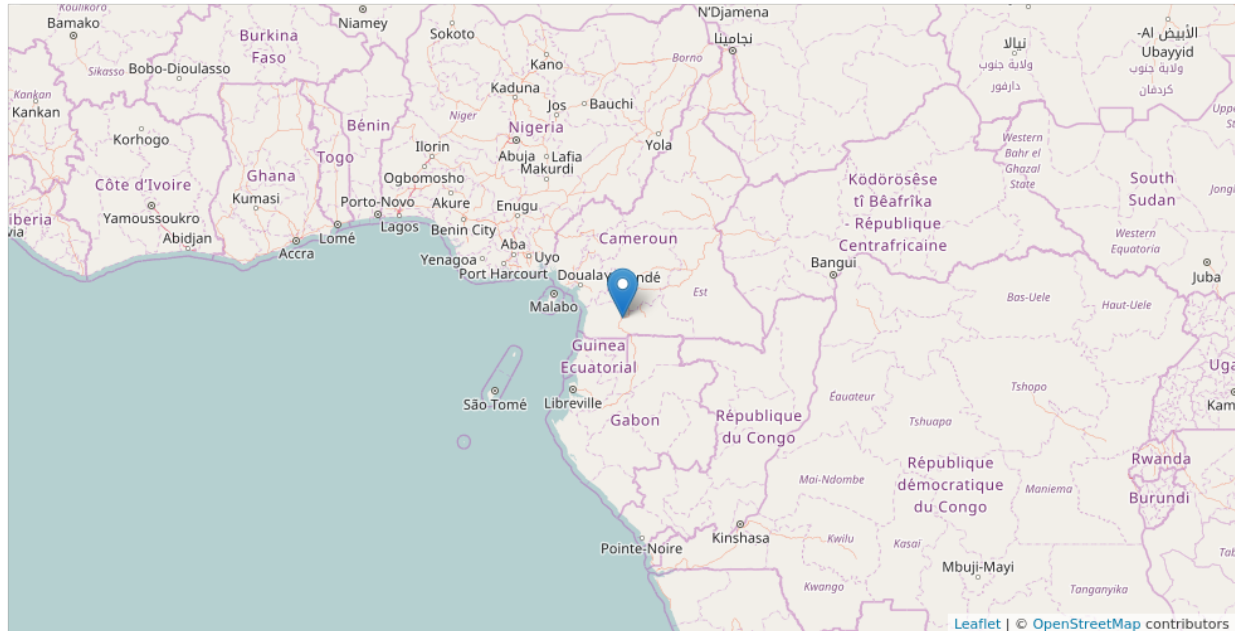 Koulikoro
Bamako
Niamey
Sokoto
N'Djamena
نجامينا
نيالا
ولاية جنوب
دارفور
الأبيض Al-
Ubayyid
ولاية جنوب
كردفان
Burkina
Faso
Sikasso
Bobo-Dioulasso
Kano
Borno
Kankan
Kankan
Kaduna
Jos
Bauchi
Niger
Nigeria
Korhogo
Bénin
Togo
Ilorin
Abuja
Lafia
Makurdi
Yola
Western
Bahr el
Ghazal
State
Côte d'Ivoire
Ghana
Ogbomosho
Kumasi
Porto-Novo
Akure
Enugu
Ködörösêse
tî Bêafrîka
- République
Centrafricaine
South
Sudan
Yamoussoukro
Abidjan
Accra
Lomé
Lagos
Benin City
Aba
Uyo
Yenagoa
Port Harcourt
Cameroun
Douala
Western
Equatoria
Bangui
Juba
Malabo
Est
Bas-Uele
Haut-Uele
Guinea
Ecuatorial
São Tomé
Libreville
Gabon
République
du Congo
Équateur
Tshuapa
Tshopo
Rwanda
Burundi
Mai-Ndombe
République
démocratique
du Congo
Maniema
Pointe-Noire
Kinshasa
Kwilu
Kasaï
Kwango
Mbuji-Mayi
Tanganyika
Leaflet | © OpenStreetMap contributors